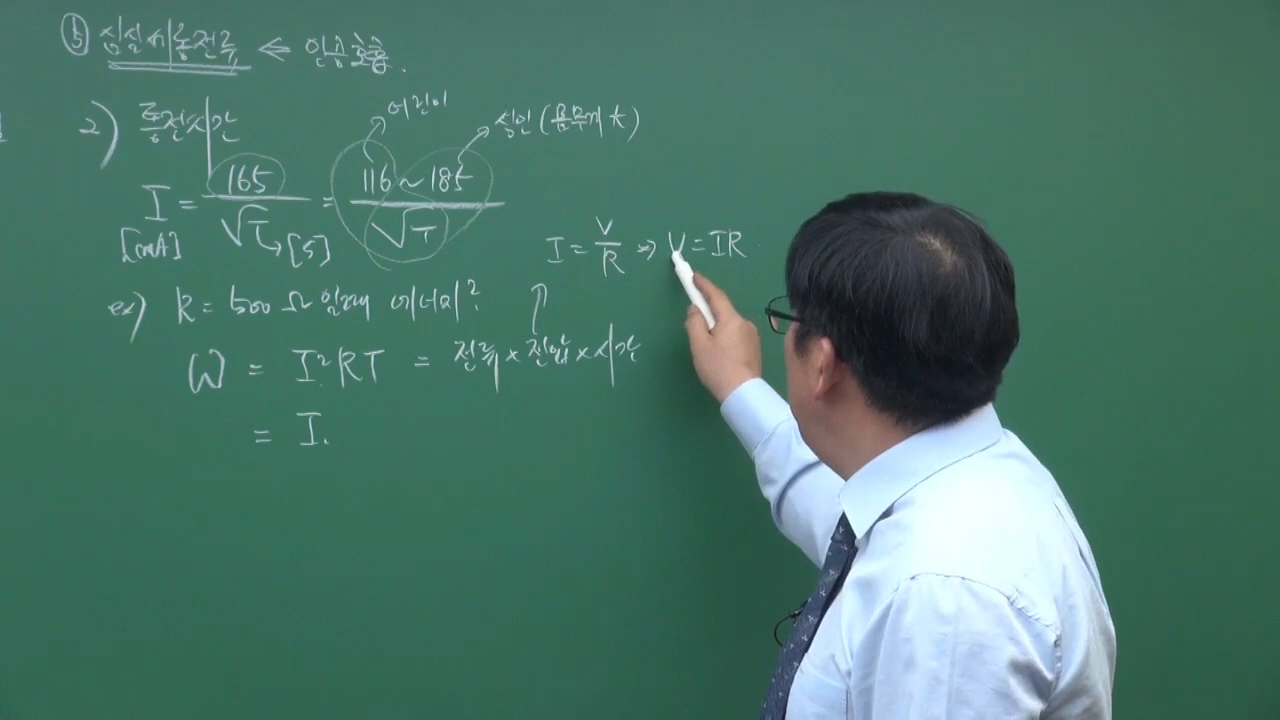 ⑤ 심실세동전류 ⇐ 인공호흡.
2) 통전시간
어린이
성인 (몸무게 大)
I = 165/√T = 116~185/√T
[mA] [S]
I = V/R ⇒ V = IR
ex) R = 500 Ω 일때 에너지?
W = I²RT = 전류 × 전압 × 시간
= I.